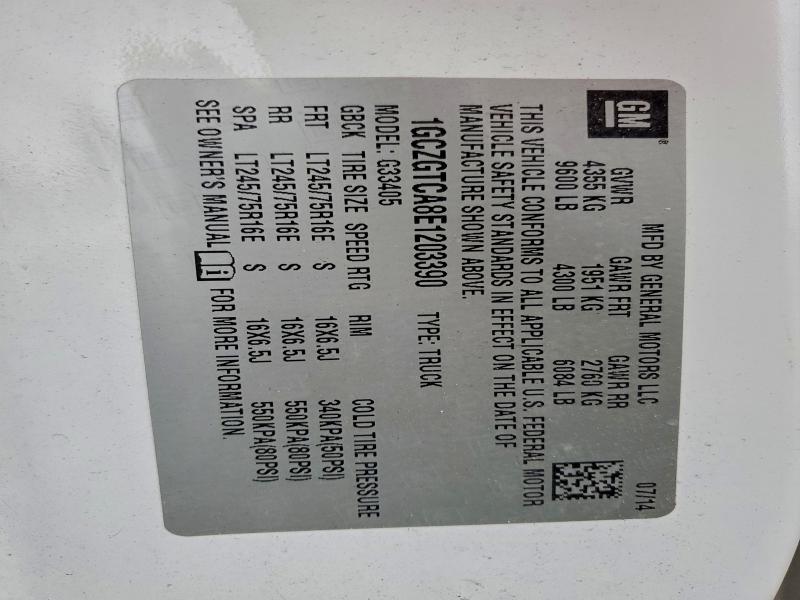 GM®
MFD BY GENERAL MOTORS LLC 07/14
GVWR GAWR FRT GAWR RR
4355 KG 1951 KG 2760 KG
9600 LB 4300 LB 6084 LB
THIS VEHICLE CONFORMS TO ALL APPLICABLE U.S. FEDERAL MOTOR
VEHICLE SAFETY STANDARDS IN EFFECT ON THE DATE OF
MANUFACTURE SHOWN ABOVE.
1GCZGTCA8E1203390 TYPE: TRUCK
MODEL: G33405
GBCK TIRE SIZE SPEED RTG RIM COLD TIRE PRESSURE
FRT LT245/75R16E S 16X6.5J 340KPA(50PSI)
RR LT245/75R16E S 16X6.5J 550KPA(80PSI)
SPA LT245/75R16E S 16X6.5J 550KPA(80PSI)
SEE OWNER'S MANUAL FOR MORE INFORMATION.